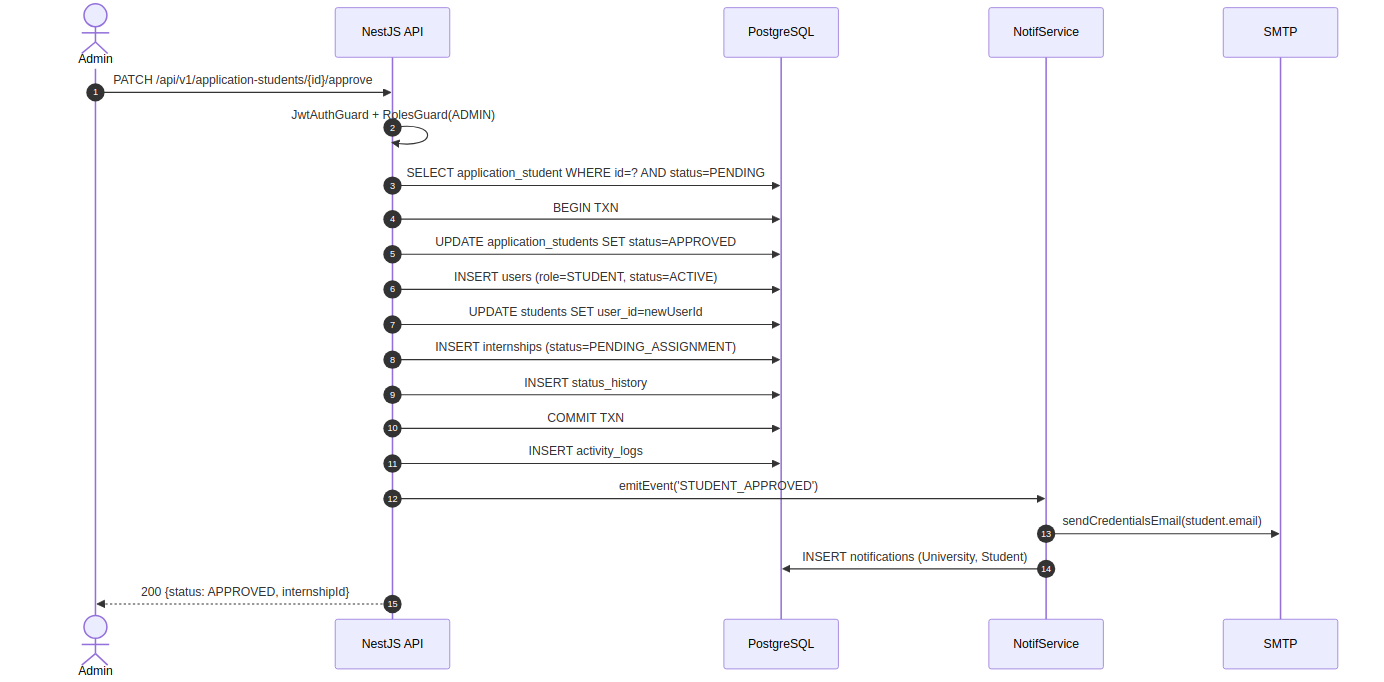 Admin
NestJS API
PostgreSQL
NotifService
SMTP
PATCH /api/v1/application-students/{id}/approve
1
JwtAuthGuard + RolesGuard(ADMIN)
2
SELECT application_student WHERE id=? AND status=PENDING
3
BEGIN TXN
4
UPDATE application_students SET status=APPROVED
5
INSERT users (role=STUDENT, status=ACTIVE)
6
UPDATE students SET user_id=newUserId
7
INSERT internships (status=PENDING_ASSIGNMENT)
8
INSERT status_history
9
COMMIT TXN
10
INSERT activity_logs
11
emitEvent('STUDENT_APPROVED')
12
sendCredentialsEmail(student.email)
13
INSERT notifications (University, Student)
14
200 {status: APPROVED, internshipId}
15
Admin
NestJS API
PostgreSQL
NotifService
SMTP